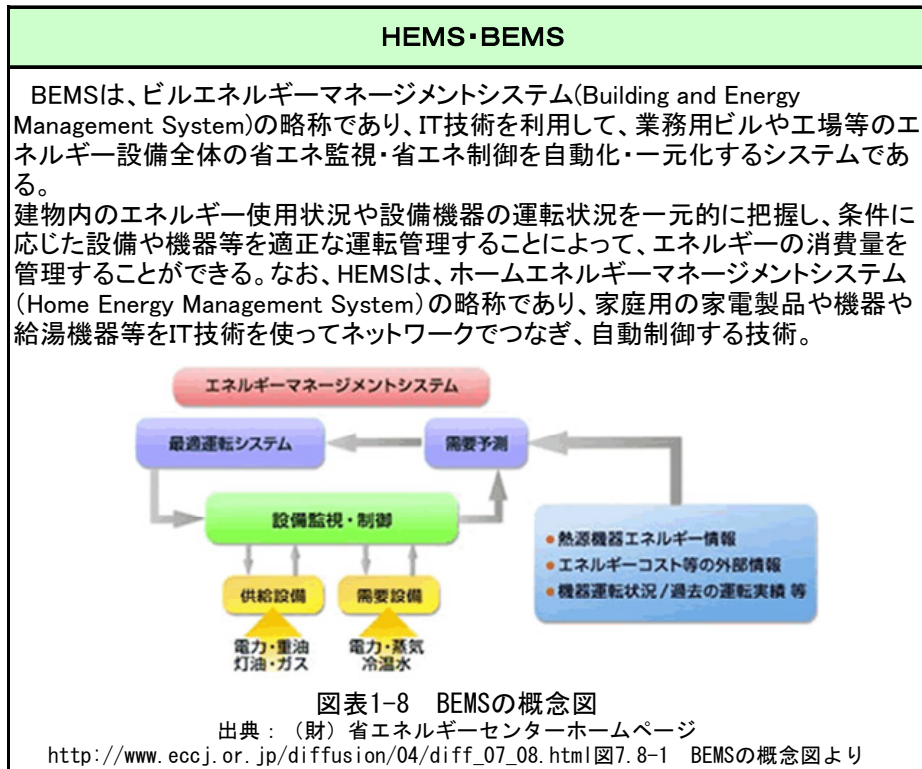 HEMS・BEMS
BEMSは、ビルエネルギーマネージメントシステム(Building and Energy
Management System)の略称であり、IT技術を利用して、業務用ビルや工場等のエ
ネルギー設備全体の省エネ監視・省エネ制御を自動化・一元化するシステムであ
る。
建物内のエネルギー使用状況や設備機器の運転状況を一元的に把握し、条件に
応じた設備や機器等を適正な運転管理することによって、エネルギーの消費量を
管理することができる。なお、HEMSは、ホームエネルギーマネージメントシステム
（Home Energy Management System）の略称であり、家庭用の家電製品や機器や
給湯機器等をIT技術を使ってネットワークでつなぎ、自動制御する技術。
エネルギーマネージメントシステム
最適運転システム
需要予測
設備監視・制御
・熱源機器エネルギー情報
・エネルギーコスト等の外部情報
・機器運転状況/過去の運転実績 等
供給設備
需要設備
電力・重油
灯油・ガス
電力・蒸気
冷温水
図表1-8　BEMSの概念図
出典：（財）省エネルギーセンターホームページ
http://www.eccj.or.jp/diffusion/04/diff_07_08.html図7.8-1　BEMSの概念図より